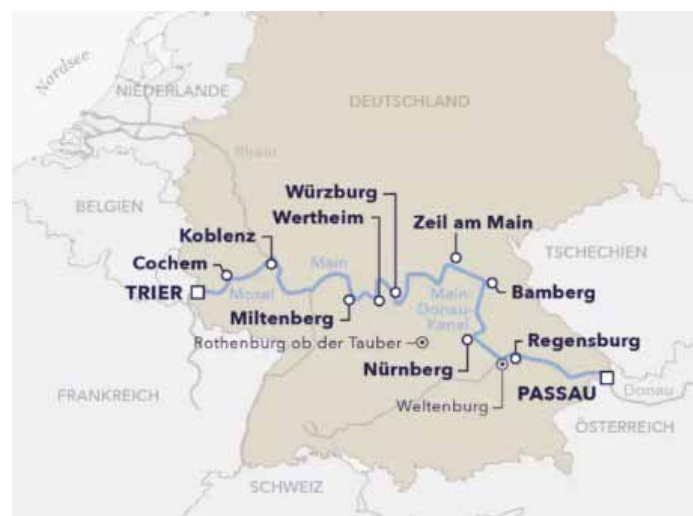 Nordsee
NIEDERLANDE
DEUTSCHLAND
Rhein
BELGIEN
Würzburg
Wertheim
Zeil am Main
Koblenz
TSCHECHIEN
Cochem
Main
TRIER
Mosel
Main-
Donau-
Kanal
Bamberg
Miltenberg
Rothenburg ob der Tauber
Regensburg
Nürnberg
FRANKREICH
PASSAU
Donau
Weltenburg
ÖSTERREICH
SCHWEIZ